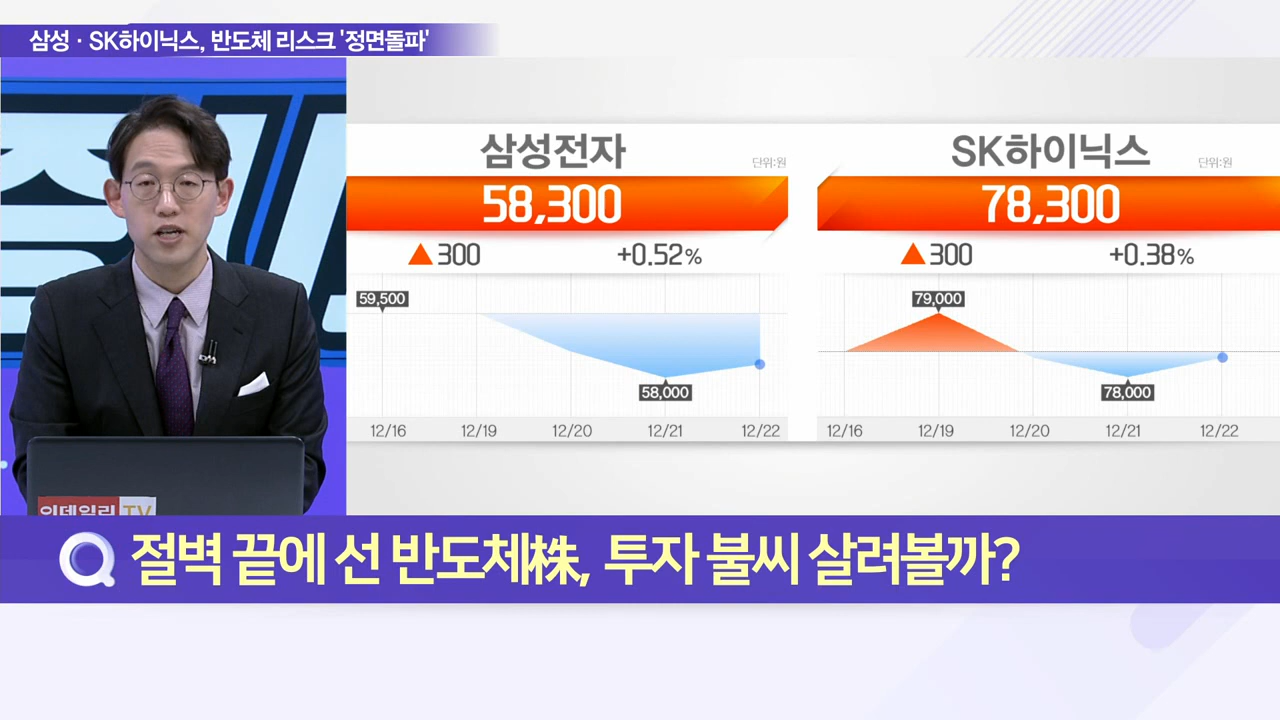 삼성·SK하이닉스, 반도체 리스크 '정면돌파'
삼성전자
단위:원
58,300
▲300 +0.52%
59,500
58,000
12/16 12/19 12/20 12/21 12/22
SK하이닉스
단위:원
78,300
▲300 +0.38%
79,000
78,000
12/16 12/19 12/20 12/21 12/22
이데일리 TV
Q 절벽 끝에 선 반도체株, 투자 불씨 살려볼까?